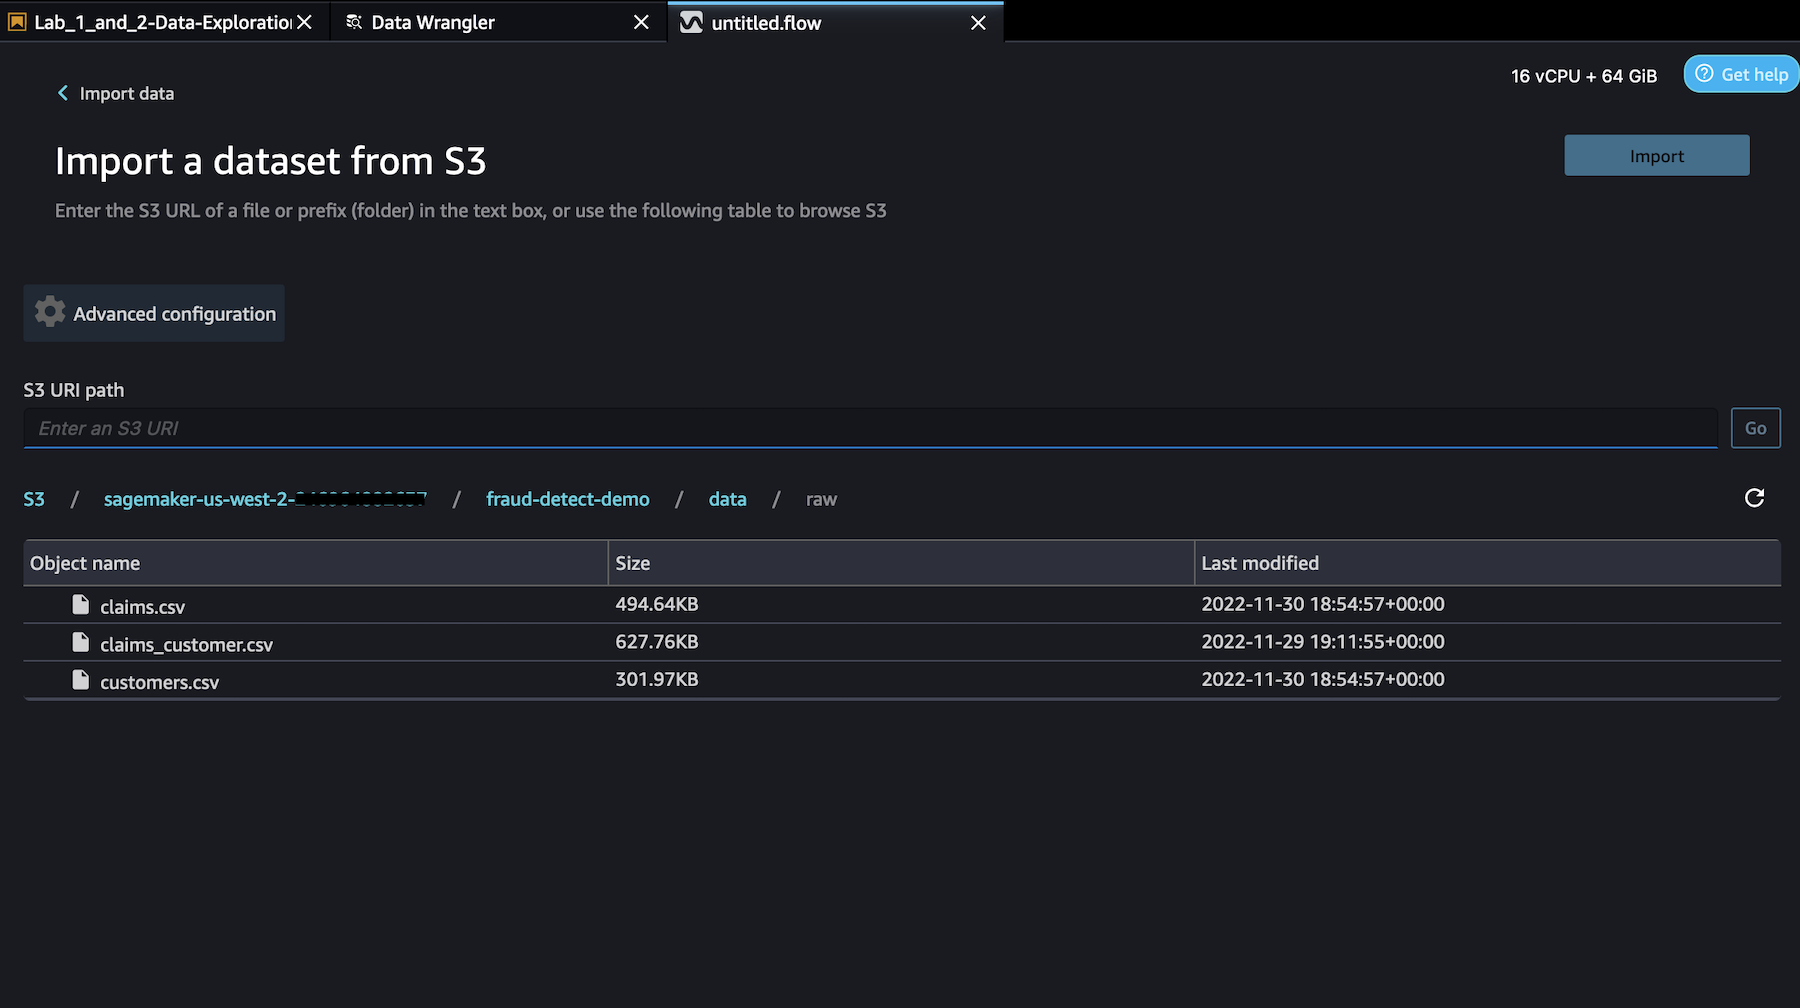 Lab_1_and_2-Data-Exploratio
Data Wrangler
untitled.flow
16 vCPU + 64 GiB
Get help
Import data
Import a dataset from S3
Import
Enter the S3 URL of a file or prefix (folder) in the text box, or use the following table to browse S3
Advanced configuration
S3 URI path
Enter an S3 URI
Go
S3 / sagemaker-us-west-2- / fraud-detect-demo / data / raw
Object name Size Last modified
claims.csv 494.64KB 2022-11-30 18:54:57+00:00
claims_customer.csv 627.76KB 2022-11-29 19:11:55+00:00
customers.csv 301.97KB 2022-11-30 18:54:57+00:00